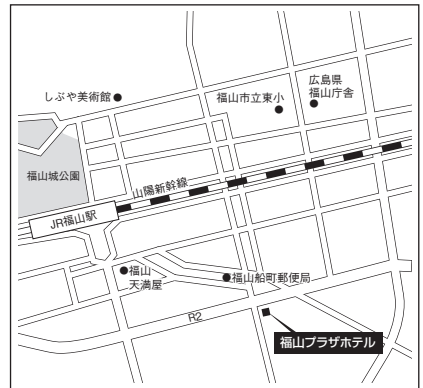 しぶや美術館
福山市立東小
広島県
福山庁舎
福山城公園
山陽新幹線
JR福山駅
福山
天満屋
福山船町郵便局
R2
福山プラザホテル